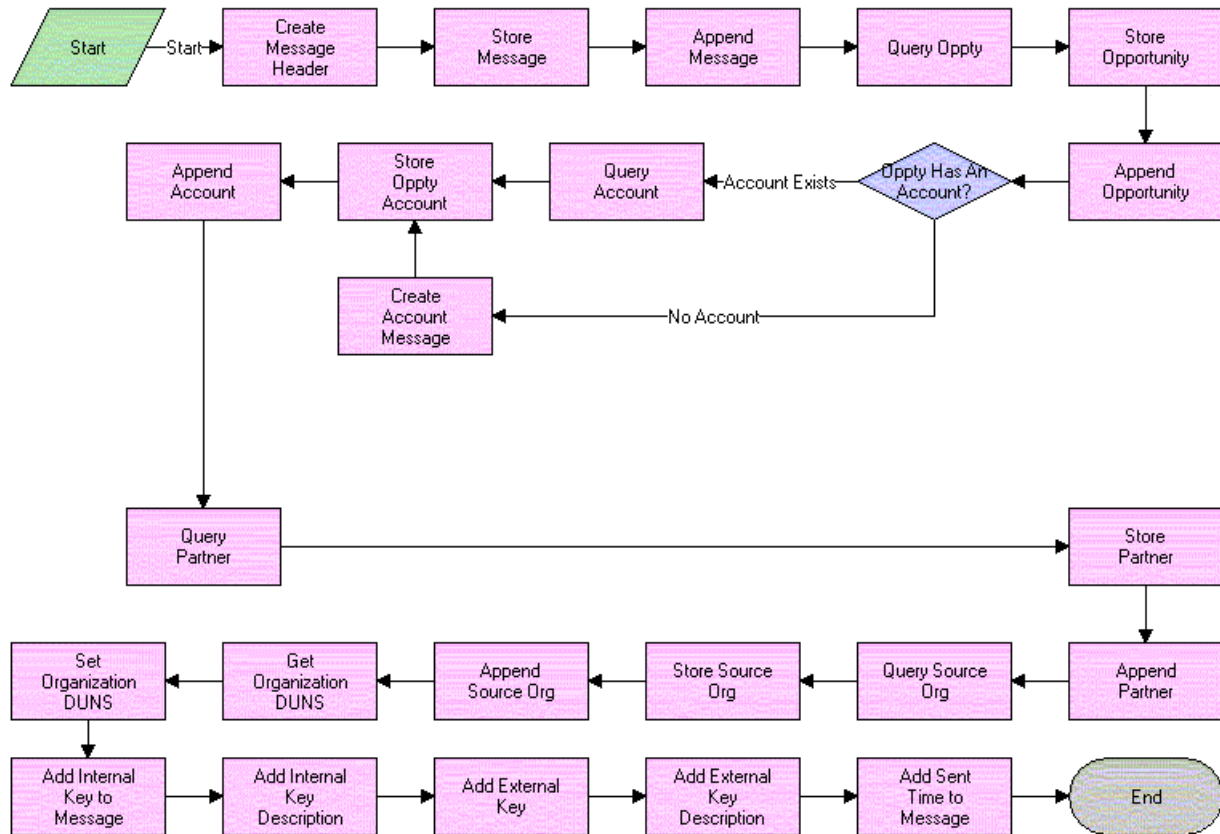 Start
Start
Create
Message
Header
Store
Message
Append
Message
Query Oppty
Store
Opportunity
Append
Account
Store
Oppty
Account
Query
Account
Account Exists
Oppty Has An
Account?
Append
Opportunity
Create
Account
Message
No Account
Query
Partner
Store
Partner
Set
Organization
DUNS
Get
Organization
DUNS
Append
Source Org
Store Source
Org
Query Source
Org
Append
Partner
Add Internal
Key to
Message
Add Internal
Key
Description
Add External
Key
Add External
Key
Description
Add Sent
Time to
Message
End